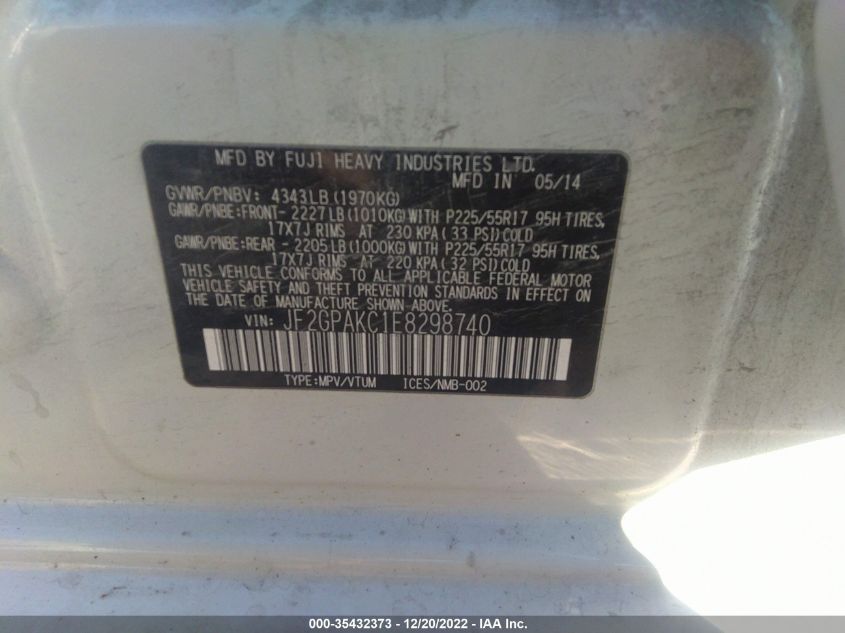 MFD BY FUJI HEAVY INDUSTRIES LTD.
MFD IN 05/14
GVWR/PNBV: 4343LB (1970KG)
GAWR/PNBE:FRONT- 2227LB(1010KG)WITH P225/55R17 95H TIRES,
17X7J RIMS AT 230 KPA( 33 PSI)COLD
GAWR/PNBE:REAR - 2205LB(1000KG)WITH P225/55R17 95H TIRES,
17X7J RIMS AT 220 KPA( 32 PSI)COLD
THIS VEHICLE CONFORMS TO ALL APPLICABLE FEDERAL MOTOR
VEHICLE SAFETY AND THEFT PREVENTION STANDARDS IN EFFECT ON
THE DATE OF MANUFACTURE SHOWN ABOVE.
VIN: JF2GPAKC1E8298740
TYPE:MPV/VTUM ICES/NMB-002
000-35432373 - 12/20/2022 - IAA Inc.